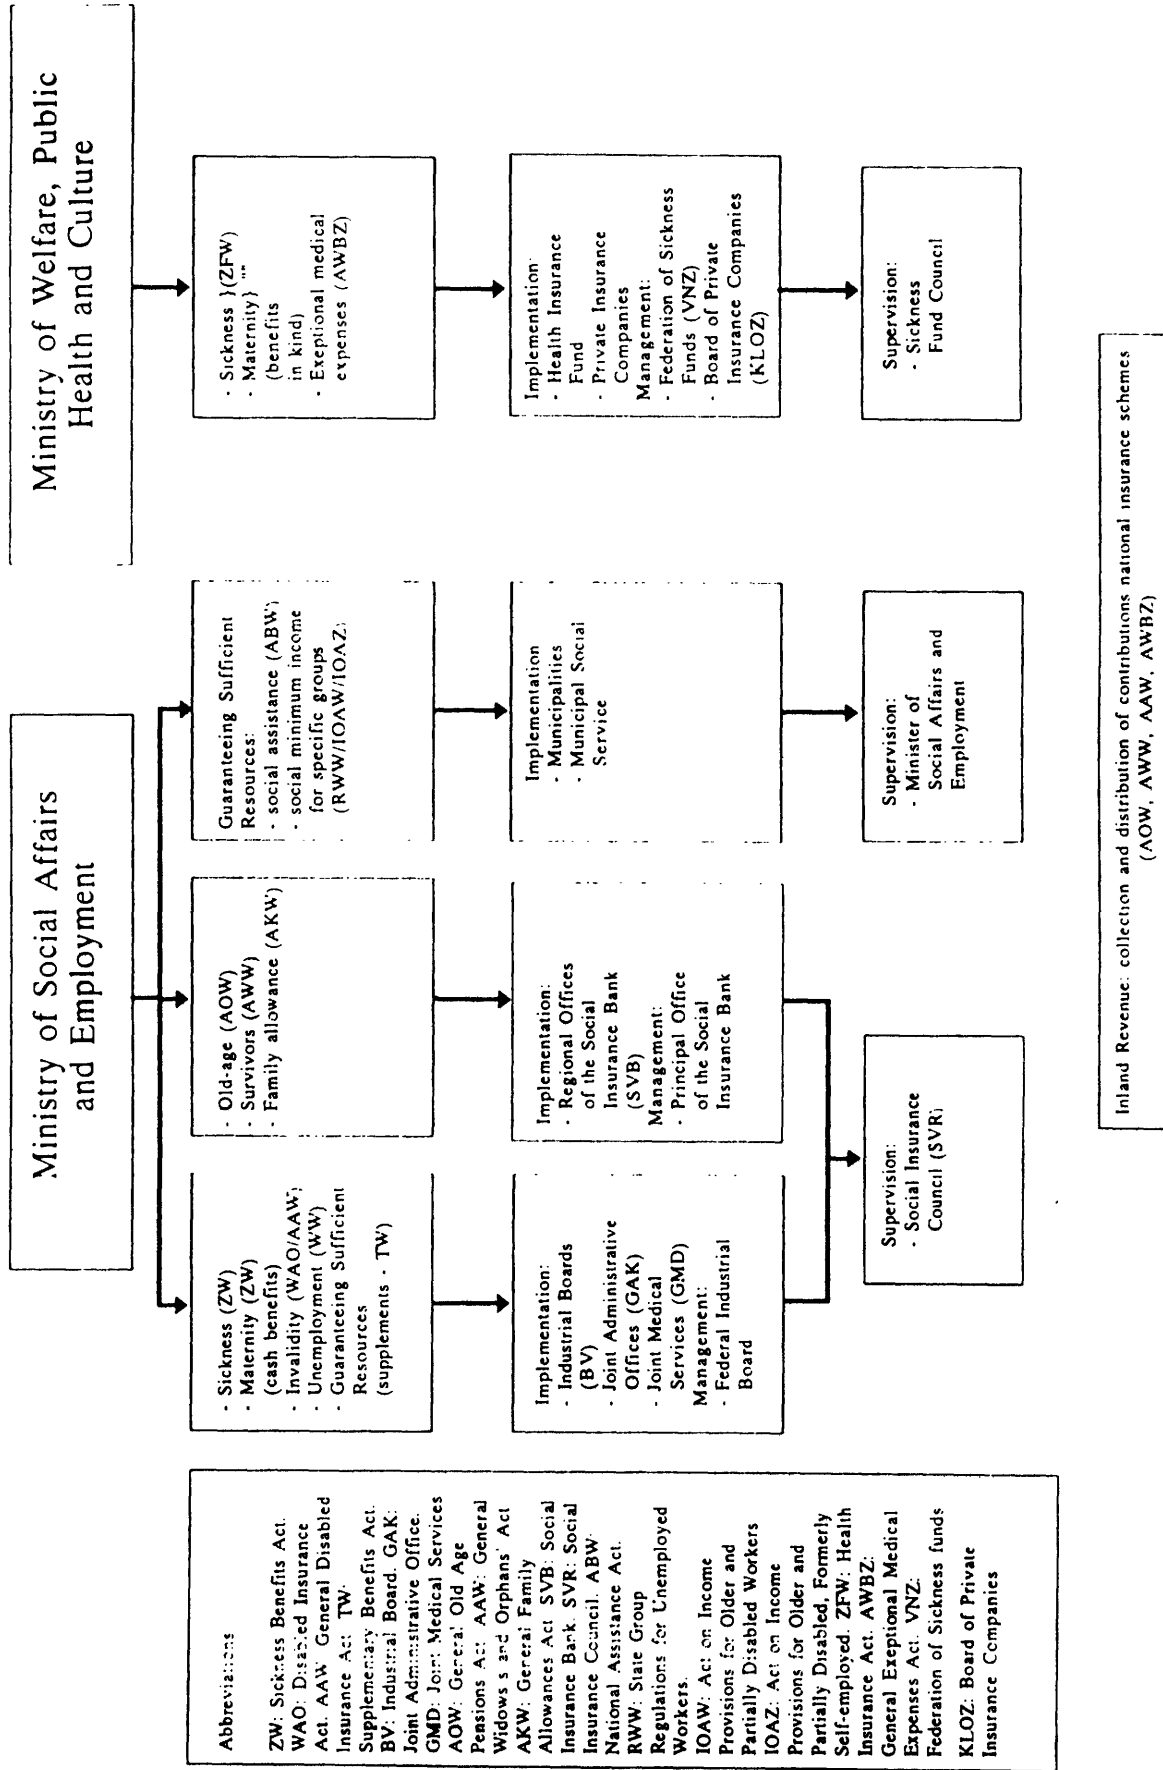 Ministry of Social Affairs
and Employment
Ministry of Welfare, Public
Health and Culture
Abbreviations
ZW: Sickness Benefits Act.
WAO: Disabled Insurance
Act. AAW General Disabled
Insurance Act TW:
Supplementary Benefits Act.
BV: Industrial Board. GAK:
Joint Administrative Office.
GMD: Joint Medical Services
AOW: General Old Age
Pensions Act AAW: General
Widows and Orphans' Act
AKW: General Family
Allowances Act SVB: Social
Insurance Bank. SVR: Social
Insurance Council. ABW:
National Assistance Act.
RWW: State Group
Regulations for Unemployed
Workers.
IOAW: Act on Income
Provisions for Older and
Partially Disabled Workers
IOAZ: Act on Income
Provisions for Older and
Partially Disabled, Formerly
Self-employed. ZFW: Health
Insurance Act. AWBZ:
General Exeptional Medical
Expenses Act. VNZ:
Federation of Sickness funds
KLOZ: Board of Private
Insurance Companies
- Sickness (ZW)
- Maternity (ZW)
(cash benefits)
- Invalidity (WAO/AAW)
- Unemployment (WW)
- Guaranteeing Sufficient
Resources
(supplements - TW)
- Old-age (AOW)
- Survivors (AWW)
- Family allowance (AKW)
Guaranteeing Sufficient
Resources:
- social assistance (ABW)
- social minimum income
for specific groups
(RWW/IOAW/IOAZ)
- Sickness }(ZFW)
- Maternity} "
(benefits
in kind)
- Exeptional medical
expenses (AWBZ)
Implementation:
- Industrial Boards
(BV)
- Joint Administrative
Offices (GAK)
- Joint Medical
Services (GMD)
Management:
- Federal Industrial
Board
Implementation:
- Regional Offices
of the Social
Insurance Bank
(SVB)
Management:
- Principal Office
of the Social
Insurance Bank
Implementation
- Municipalities
- Municipal Social
Service
Implementation
- Health Insurance
Fund
- Private Insurance
Companies
Management:
- Federation of Sickness
Funds (VNZ)
- Board of Private
Insurance Companies
(KLOZ)
Supervision:
- Social Insurance
Council (SVR)
Supervision:
- Minister of
Social Affairs and
Employment
Supervision:
- Sickness
Fund Council
Inland Revenue: collection and distribution of contributions national insurance schemes
(AOW, AWW, AAW, AWBZ)